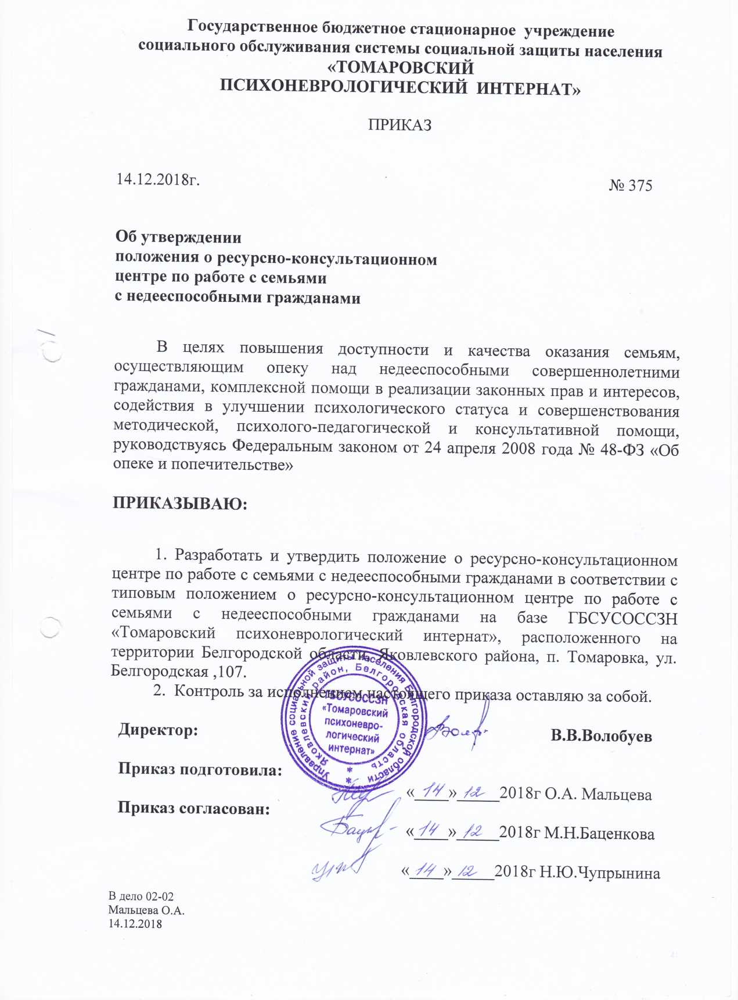 Государственное бюджетное стационарное учреждение
социального обслуживания системы социальной защиты населения
«ТОМАРОВСКИЙ
ПСИХОНЕВРОЛОГИЧЕСКИЙ ИНТЕРНАТ»
ПРИКАЗ
14.12.2018г.
№ 375
Об утверждении
положения о ресурсно-консультационном
центре по работе с семьями
с недееспособными гражданами
В целях повышения доступности и качества оказания семьям,
осуществляющим опеку над недееспособными совершеннолетними
гражданами, комплексной помощи в реализации законных прав и интересов,
содействия в улучшении психологического статуса и совершенствования
методической, психолого-педагогической и консультативной помощи,
руководствуясь Федеральным законом от 24 апреля 2008 года № 48-ФЗ «Об
опеке и попечительстве»
ПРИКАЗЫВАЮ:
1. Разработать и утвердить положение о ресурсно-консультационном
центре по работе с семьями с недееспособными гражданами в соответствии с
типовым положением о ресурсно-консультационном центре по работе с
семьями с недееспособными гражданами на базе ГБСУСОССЗН
«Томаровский психоневрологический интернат», расположенного на
территории Белгородской области, Яковлевского района, п. Томаровка, ул.
Белгородская ,107.
2. Контроль за исполнением настоящего приказа оставляю за собой.
Управление социальной защиты населения Белгородской области
Яковлевский район, Белгородская область
ГБСУСОССЗН
«Томаровский
психоневро-
логический
интернат»
Директор:
В.В.Волобуев
Приказ подготовила:
«14» 12 2018г О.А. Мальцева
Приказ согласован:
«14» 12 2018г М.Н.Баценкова
«14» 12 2018г Н.Ю.Чупрынина
В дело 02-02
Мальцева О.А.
14.12.2018